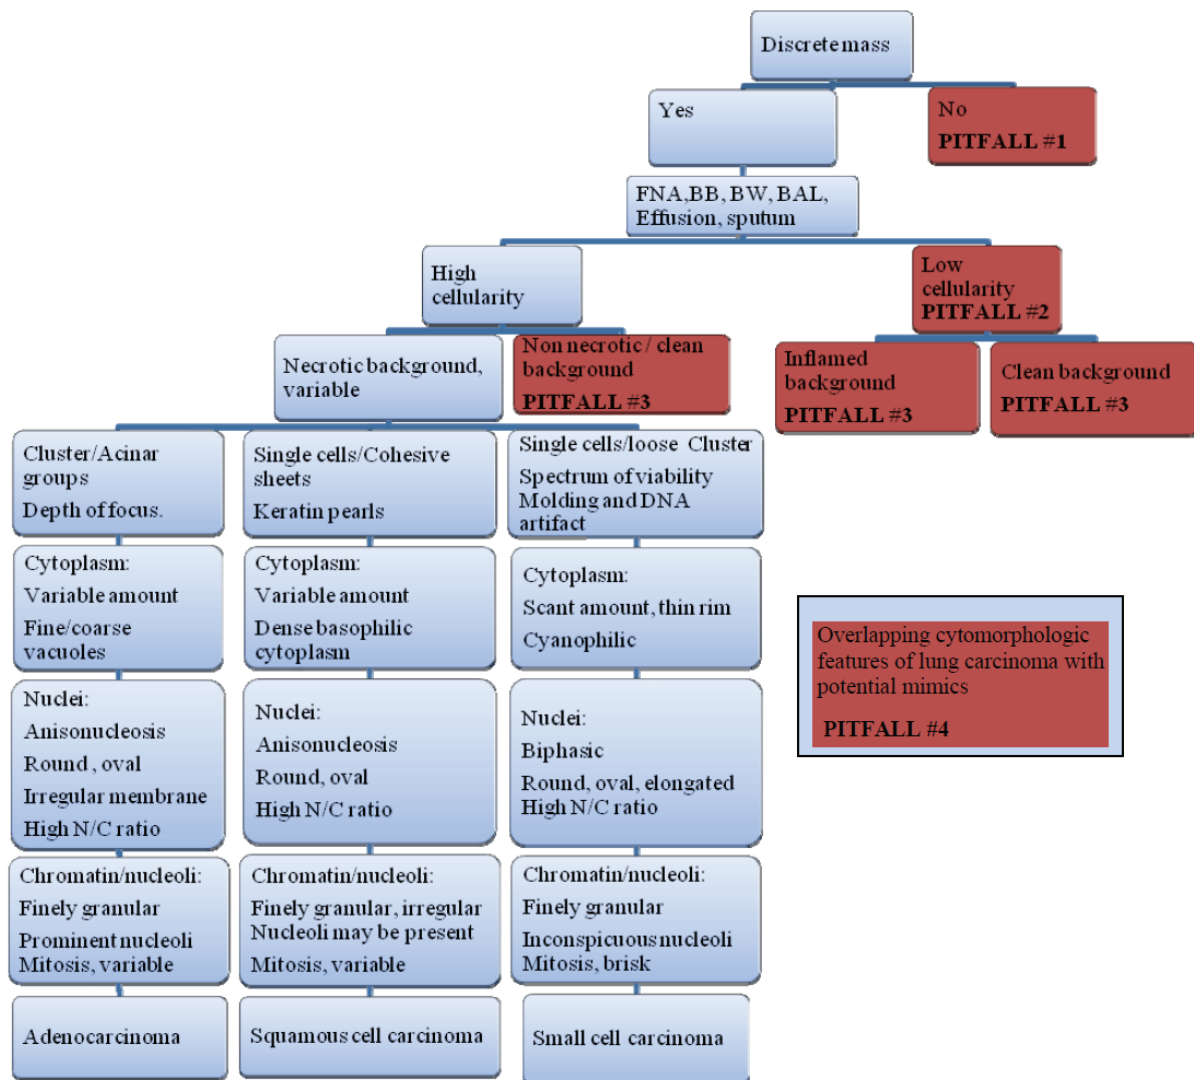 Discrete mass
Yes
No
PITFALL #1
FNA,BB, BW, BAL,
Effusion, sputum
High
cellularity
Low
cellularity
PITFALL #2
Necrotic background,
variable
Non necrotic / clean
background
PITFALL #3
Inflamed
background
PITFALL #3
Clean background
PITFALL #3
Cluster/Acinar
groups
Depth of focus.
Single cells/Cohesive
sheets
Keratin pearls
Single cells/loose Cluster
Spectrum of viability
Molding and DNA
artifact
Cytoplasm:
Variable amount
Fine/coarse
vacuoles
Cytoplasm:
Variable amount
Dense basophilic
cytoplasm
Cytoplasm:
Scant amount, thin rim
Cyanophilic
Overlapping cytomorphologic
features of lung carcinoma with
potential mimics
PITFALL #4
Nuclei:
Anisonucleosis
Round , oval
Irregular membrane
High N/C ratio
Nuclei:
Anisonucleosis
Round, oval
High N/C ratio
Nuclei:
Biphasic
Round, oval, elongated
High N/C ratio
Chromatin/nucleoli:
Finely granular
Prominent nucleoli
Mitosis, variable
Chromatin/nucleoli:
Finely granular, irregular
Nucleoli may be present
Mitosis, variable
Chromatin/nucleoli:
Finely granular
Inconspicuous nucleoli
Mitosis, brisk
Adenocarcinoma
Squamous cell carcinoma
Small cell carcinoma